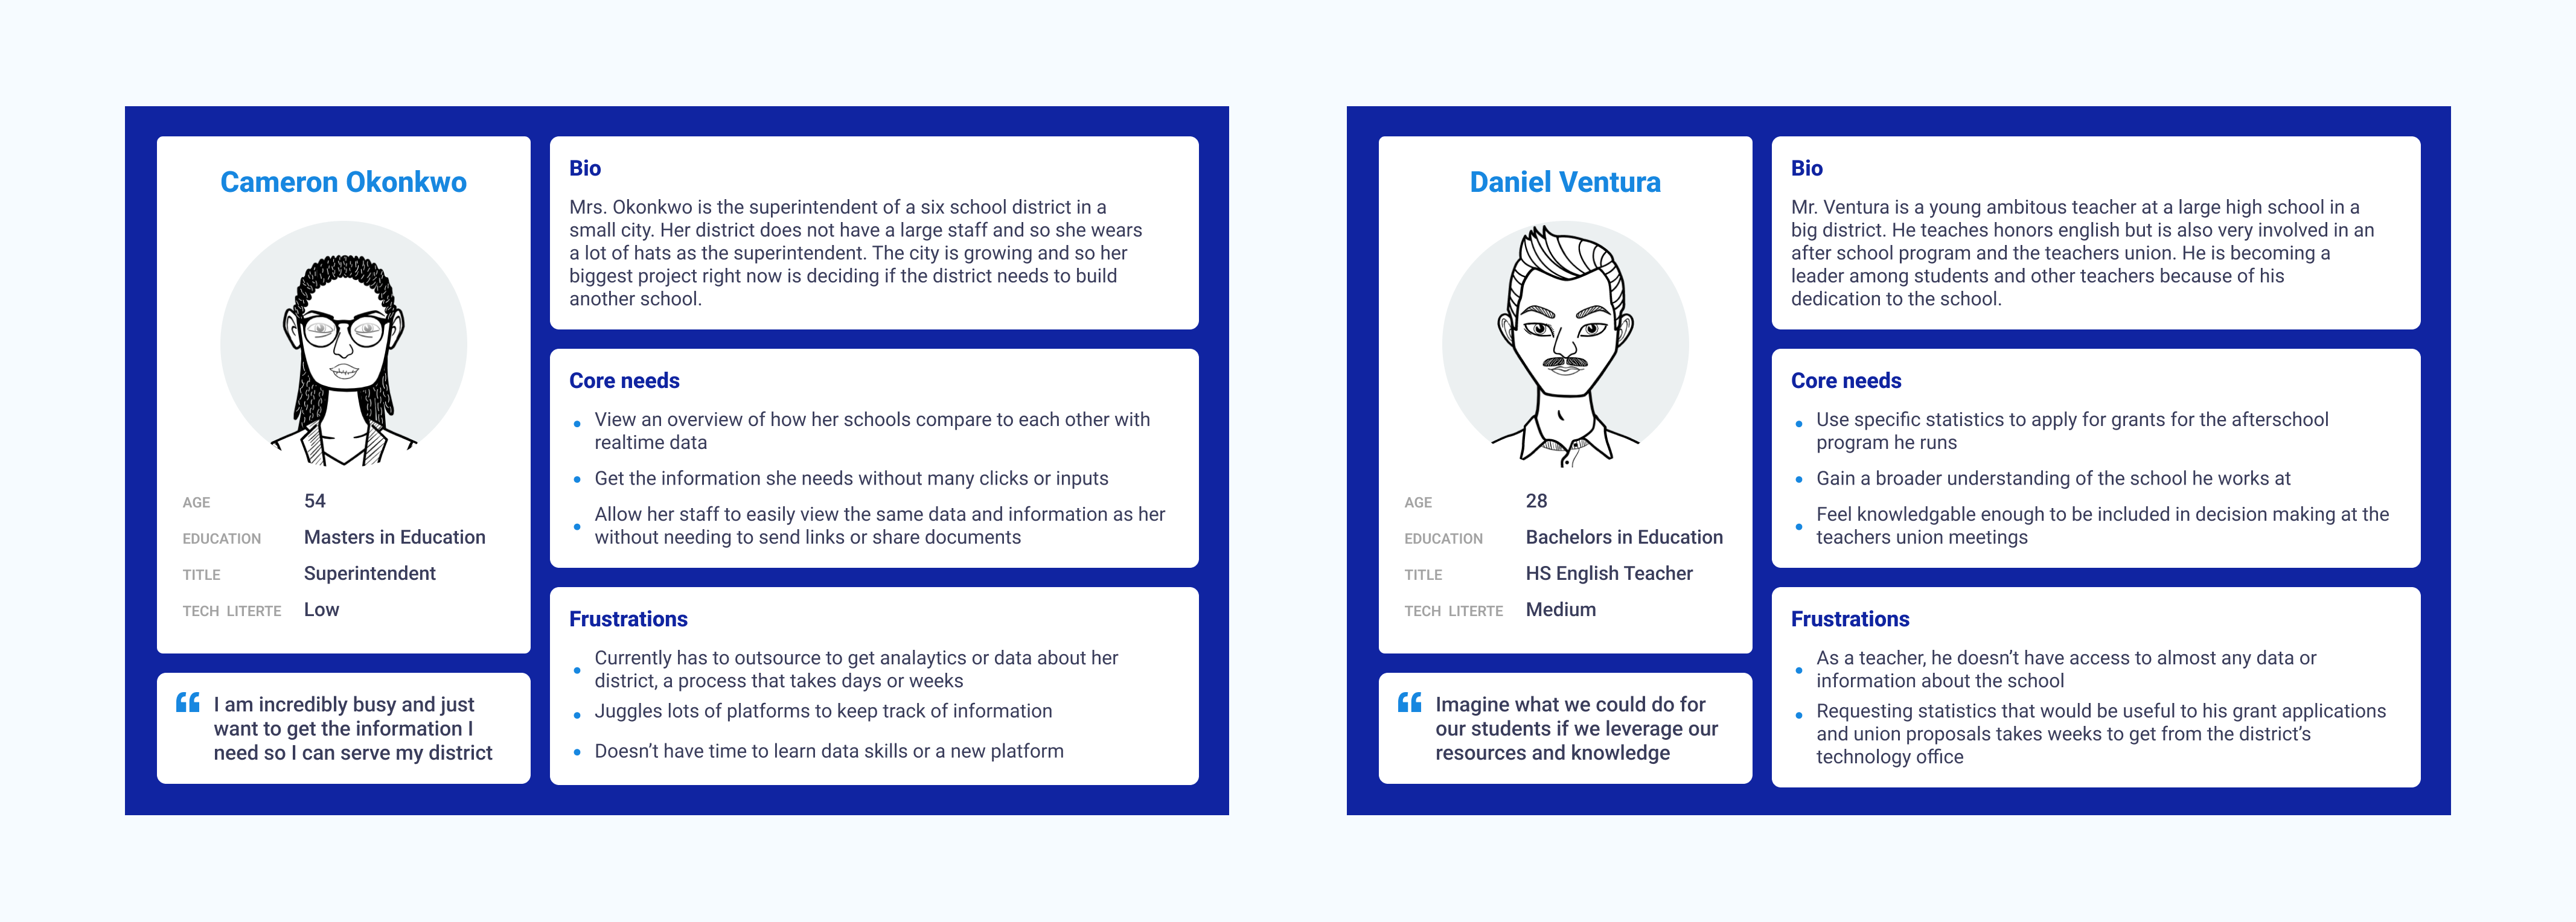 Cameron Okonkwo
AGE 54
EDUCATION Masters in Education
TITLE Superintendent
TECH LITERTE Low
“ I am incredibly busy and just
want to get the information I
need so I can serve my district
Bio
Mrs. Okonkwo is the superintendent of a six school district in a
small city. Her district does not have a large staff and so she wears
a lot of hats as the superintendent. The city is growing and so her
biggest project right now is deciding if the district needs to build
another school.
Core needs
• View an overview of how her schools compare to each other with
realtime data
• Get the information she needs without many clicks or inputs
• Allow her staff to easily view the same data and information as her
without needing to send links or share documents
Frustrations
• Currently has to outsource to get analaytics or data about her
district, a process that takes days or weeks
• Juggles lots of platforms to keep track of information
• Doesn’t have time to learn data skills or a new platform
Daniel Ventura
AGE 28
EDUCATION Bachelors in Education
TITLE HS English Teacher
TECH LITERTE Medium
“ Imagine what we could do for
our students if we leverage our
resources and knowledge
Bio
Mr. Ventura is a young ambitous teacher at a large high school in a
big district. He teaches honors english but is also very involved in an
after school program and the teachers union. He is becoming a
leader among students and other teachers because of his
dedication to the school.
Core needs
• Use specific statistics to apply for grants for the afterschool
program he runs
• Gain a broader understanding of the school he works at
• Feel knowledgable enough to be included in decision making at the
teachers union meetings
Frustrations
• As a teacher, he doesn’t have access to almost any data or
information about the school
• Requesting statistics that would be useful to his grant applications
and union proposals takes weeks to get from the district’s
technology office